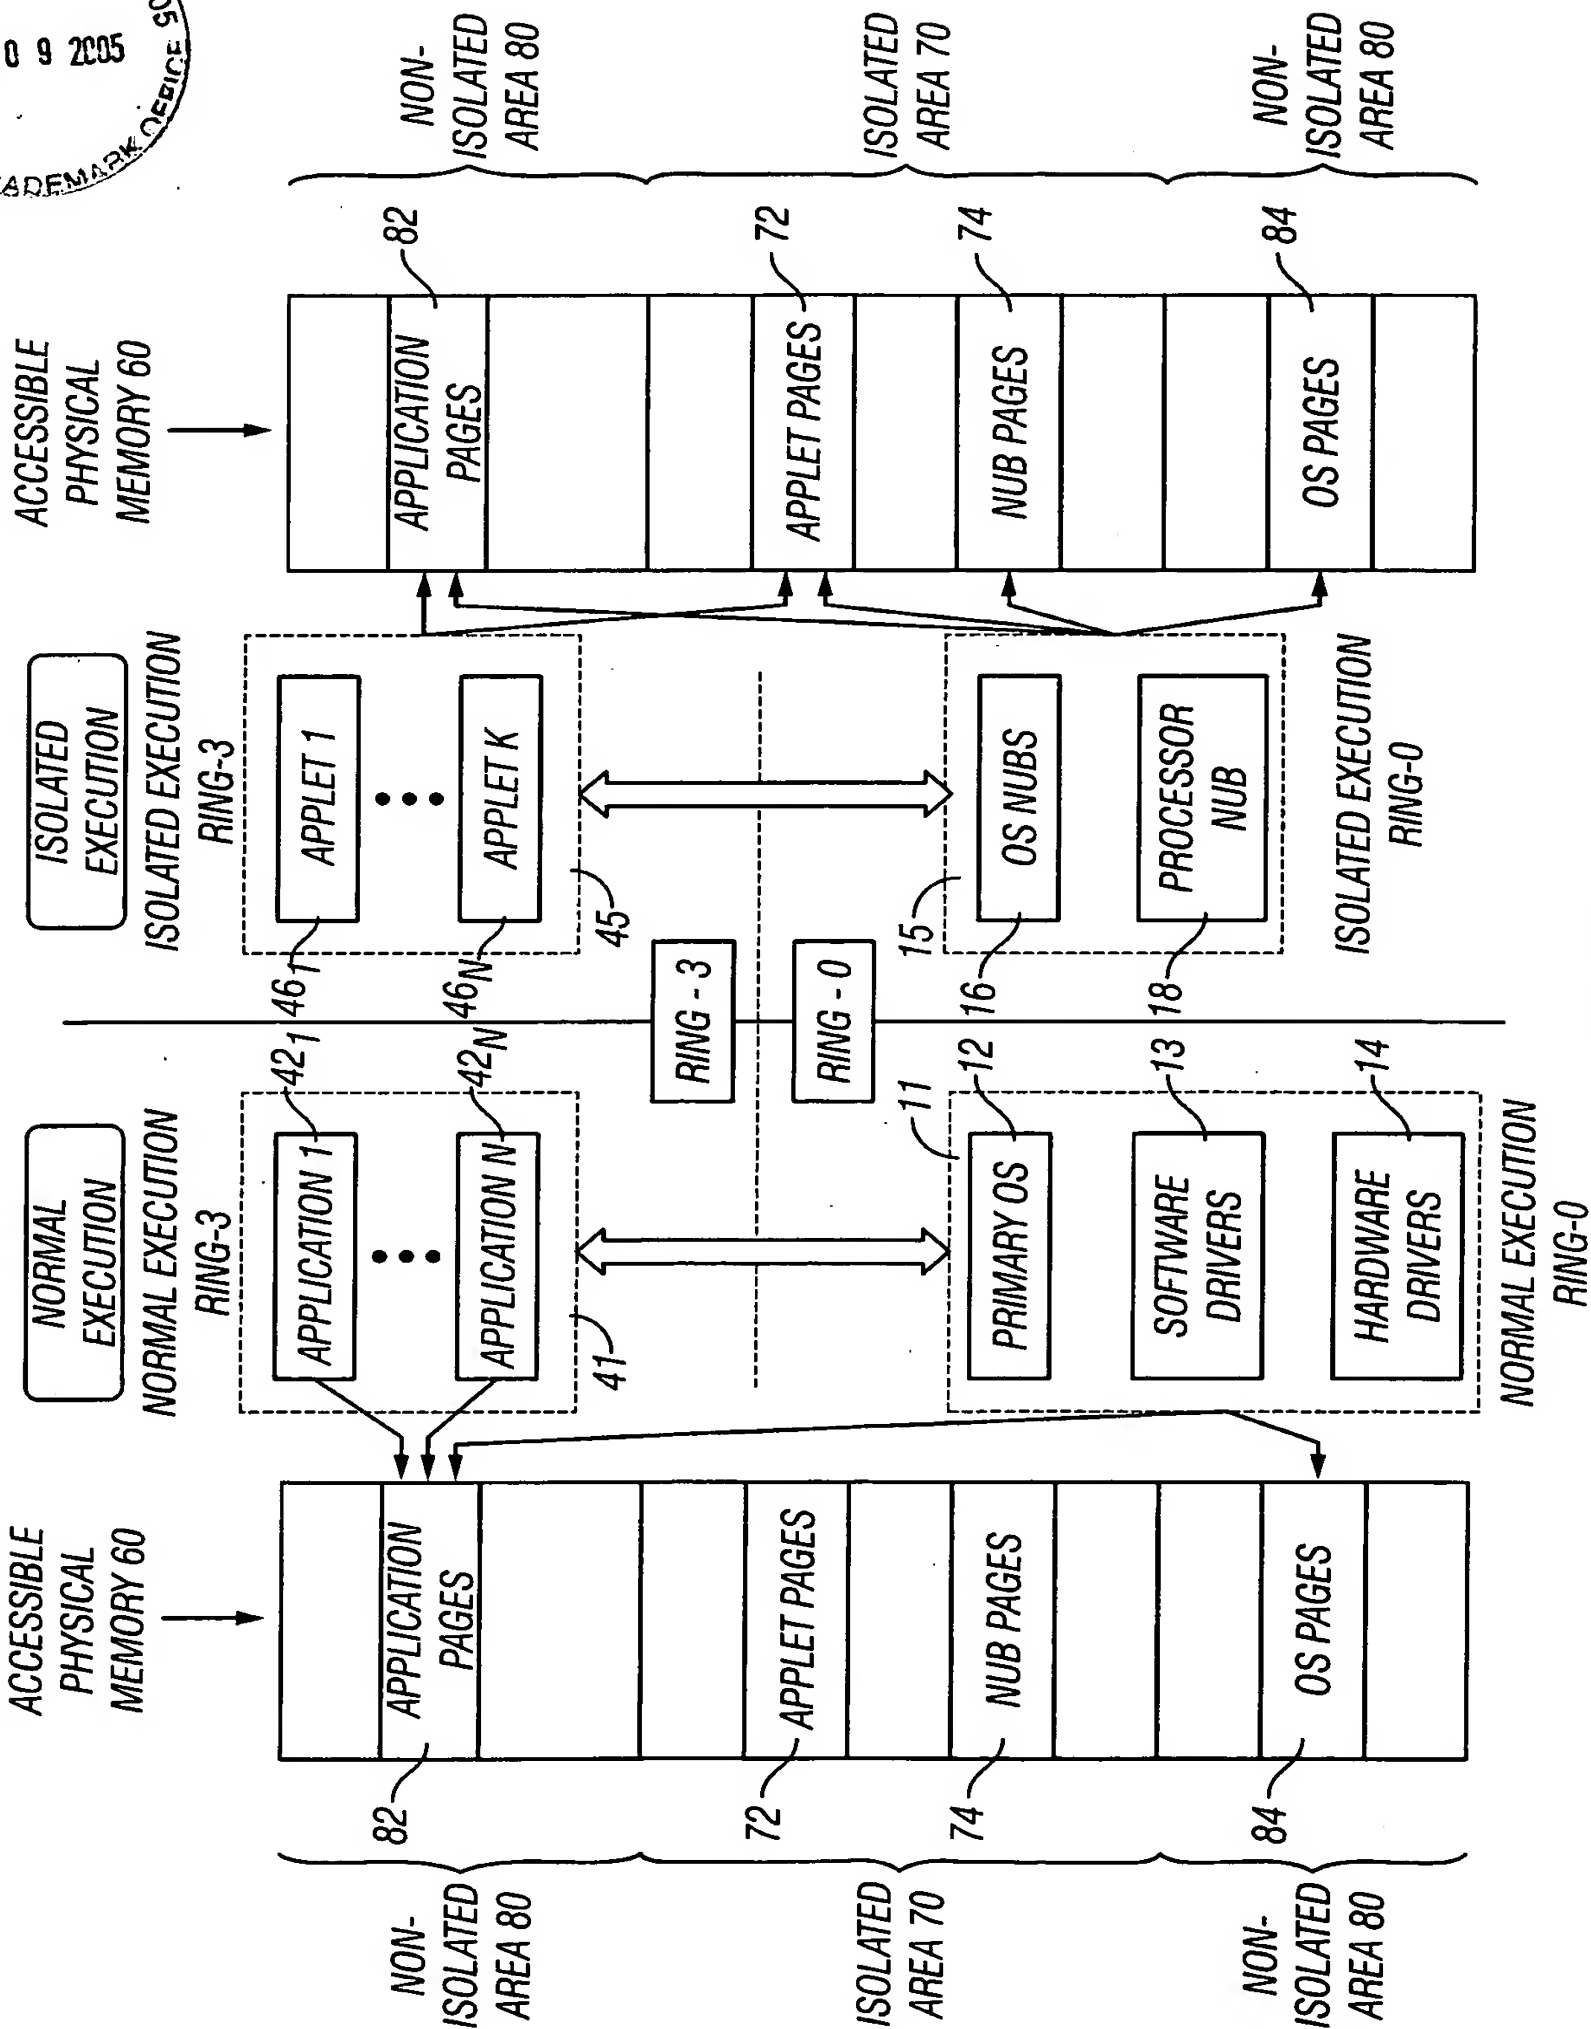 0 9 2005
ADEMARK OFFICE
ACCESSIBLE
PHYSICAL
MEMORY 60
NON-
ISOLATED
AREA 80
ISOLATED
AREA 70
NON-
ISOLATED
AREA 80
82
72
74
84
APPLICATION
PAGES
APPLET PAGES
NUB PAGES
OS PAGES
NORMAL
EXECUTION
NORMAL EXECUTION
RING-3
APPLICATION 1
42₁
APPLICATION N
42N
41
11
PRIMARY OS
12
SOFTWARE
DRIVERS
13
HARDWARE
DRIVERS
14
NORMAL EXECUTION
RING-0
RING - 3
RING - 0
ISOLATED
EXECUTION
ISOLATED EXECUTION
RING-3
46₁
APPLET 1
46N
APPLET K
45
15
16
OS NUBS
18
PROCESSOR
NUB
ISOLATED EXECUTION
RING-0
ACCESSIBLE
PHYSICAL
MEMORY 60
APPLICATION
PAGES
APPLET PAGES
NUB PAGES
OS PAGES
82
72
74
84
NON-
ISOLATED
AREA 80
ISOLATED
AREA 70
NON-
ISOLATED
AREA 80